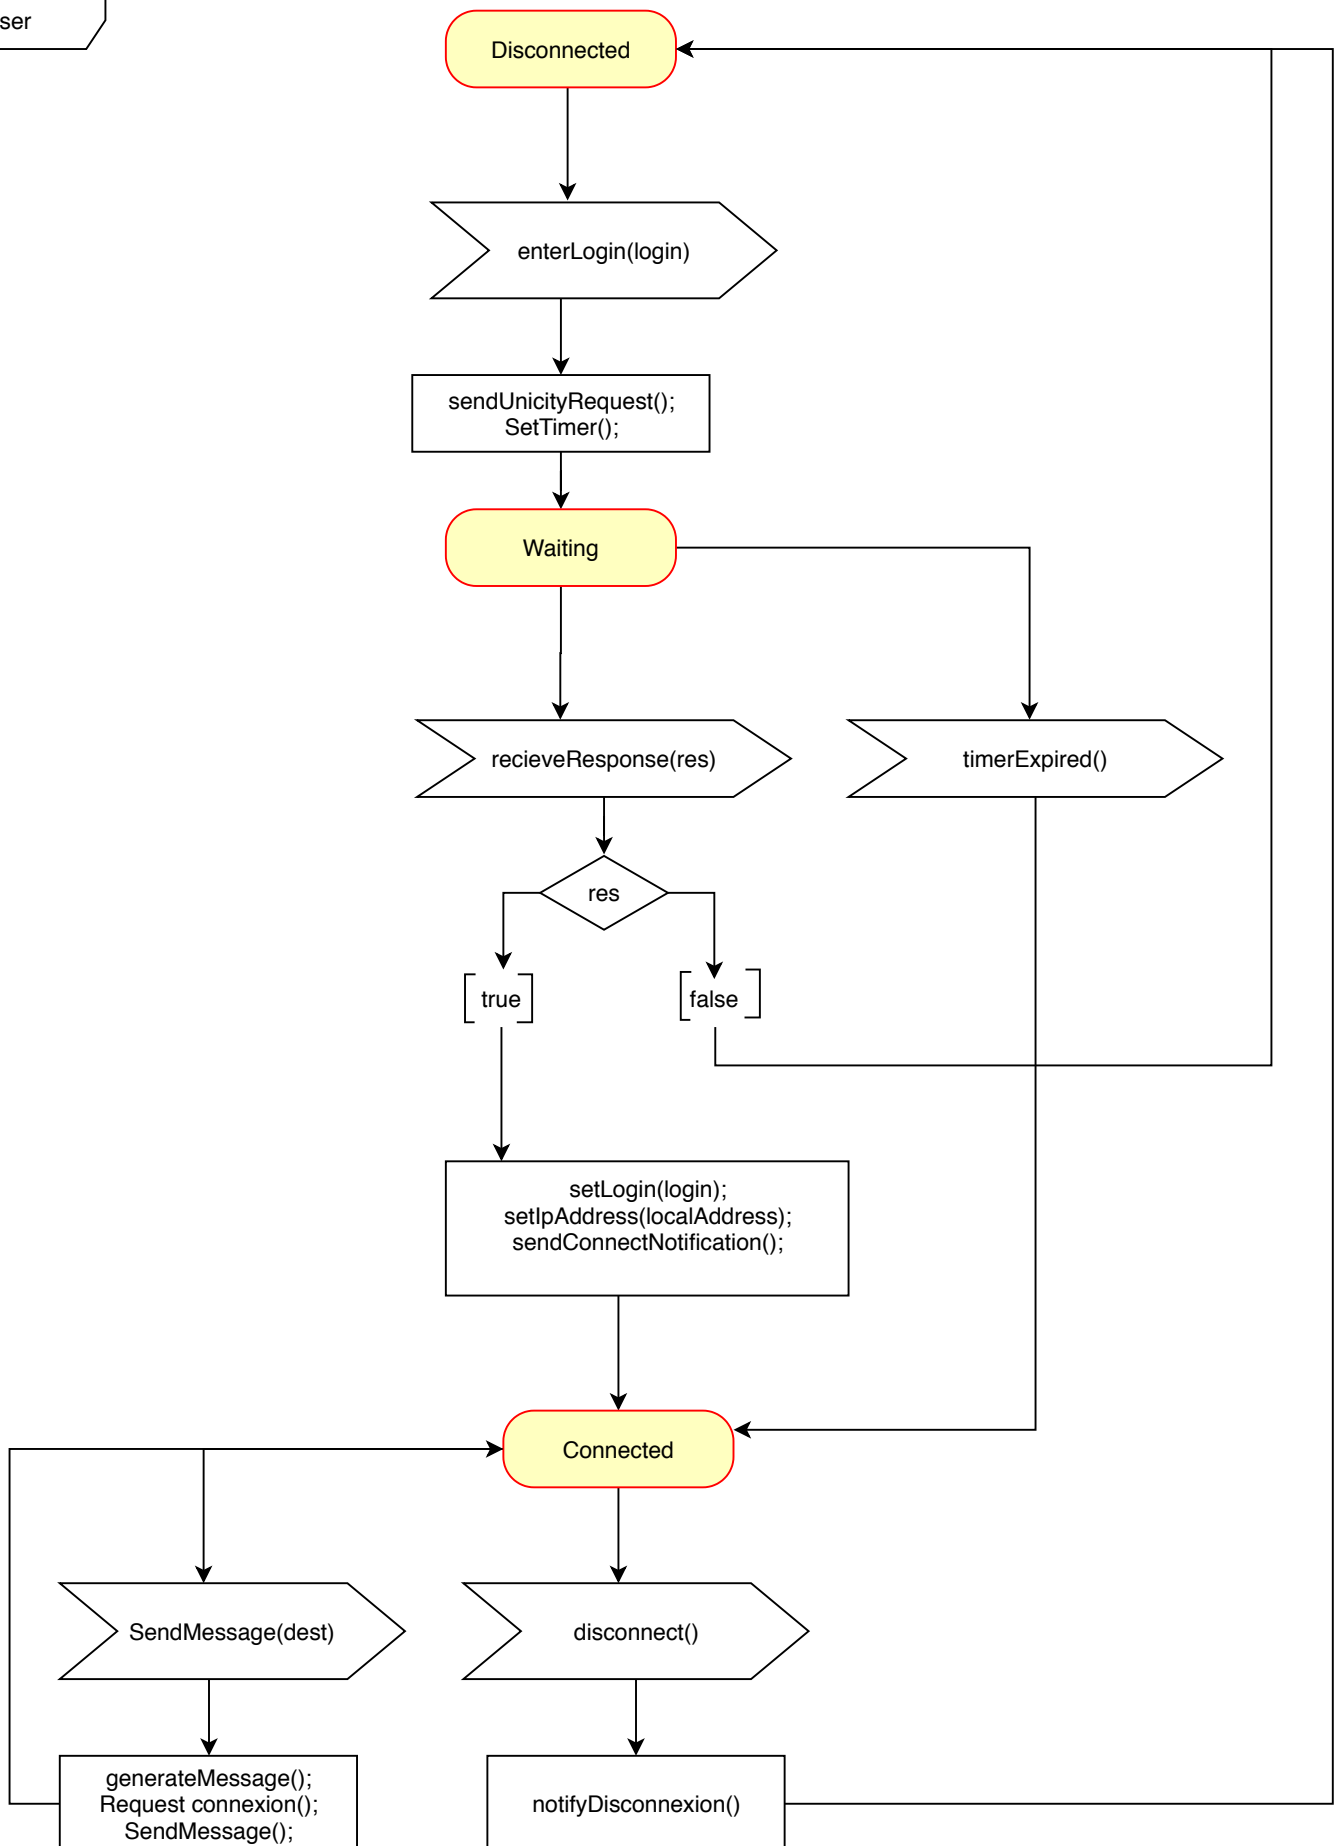 ser
Disconnected
enterLogin(login)
sendUnicityRequest();
SetTimer();
Waiting
recieveResponse(res)
timerExpired()
res
true
false
setLogin(login);
setIpAddress(localAddress);
sendConnectNotification();
Connected
SendMessage(dest)
disconnect()
generateMessage();
Request connexion();
SendMessage();
notifyDisconnexion()